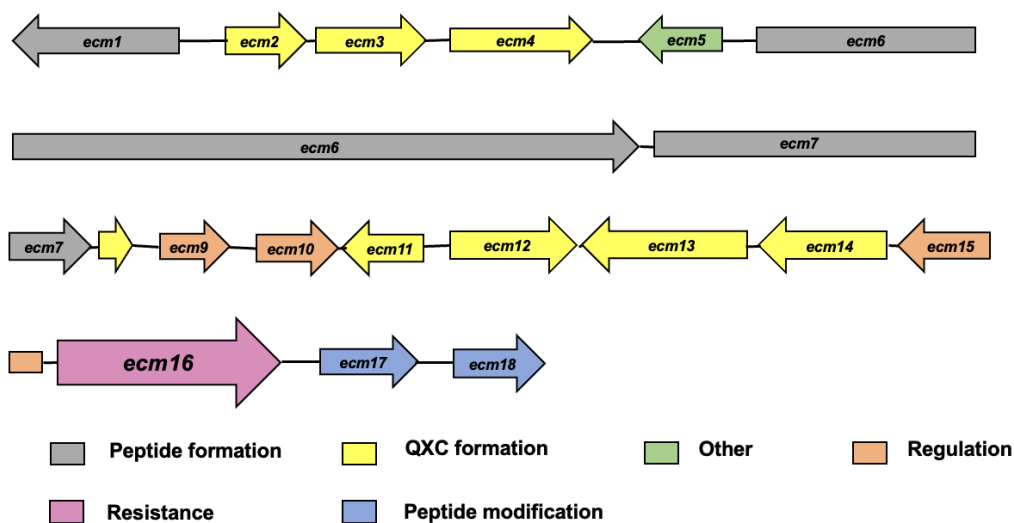 ecm1 ecm2 ecm3 ecm4 ecm5 ecm6
ecm6 ecm7
ecm7 ecm9 ecm10 ecm11 ecm12 ecm13 ecm14 ecm15
ecm16 ecm17 ecm18
Peptide formation QXC formation Other Regulation
Resistance Peptide modification